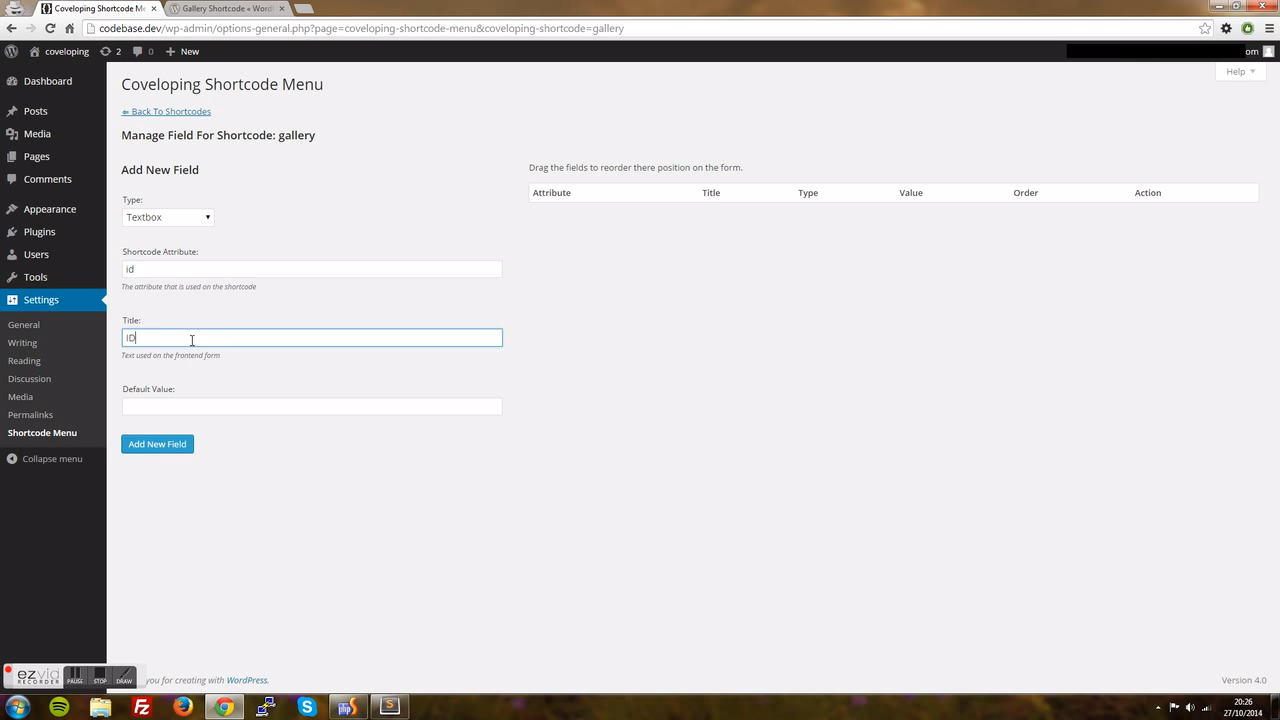 Coveloping Shortcode Me
Gallery Shortcode « Word
codebase.dev/wp-admin/options-general.php?page=coveloping-shortcode-menu&coveloping-shortcode=gallery
coveloping 2 0 New
om
Help
Dashboard
Posts
Media
Pages
Comments
Appearance
Plugins
Users
Tools
Settings
General
Writing
Reading
Discussion
Media
Permalinks
Shortcode Menu
Collapse menu
Coveloping Shortcode Menu
⇐ Back To Shortcodes
Manage Field For Shortcode: gallery
Add New Field
Type:
Textbox
Shortcode Attribute:
id
The attribute that is used on the shortcode
Title:
ID
Text used on the frontend form
Default Value:
Add New Field
Drag the fields to reorder there position on the form.
Attribute Title Type Value Order Action
ezvid
RECORDER
PAUSE STOP DRAW
you for creating with WordPress.
Version 4.0
20:26
27/10/2014